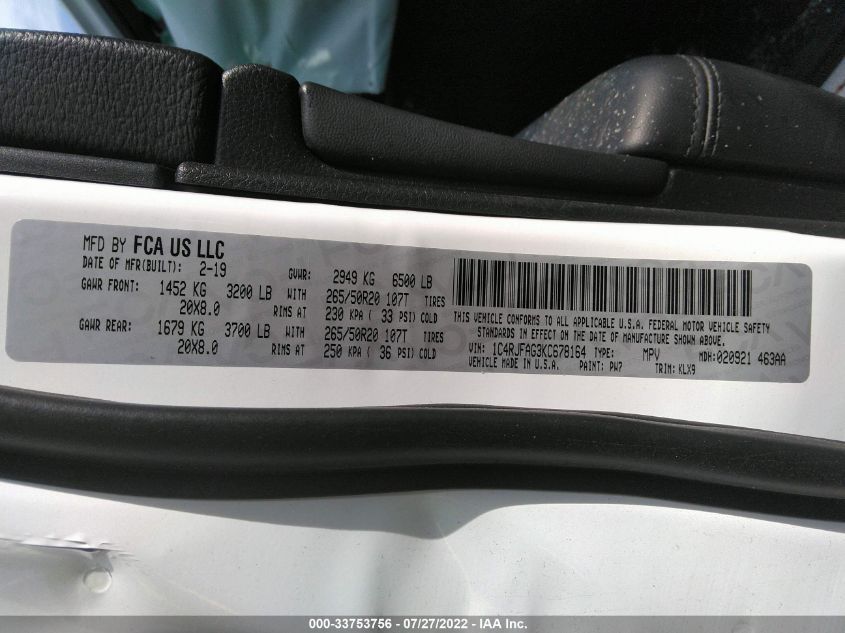 MFD BY FCA US LLC
DATE OF MFR(BUILT): 2-19 GVWR: 2949 KG 6500 LB
GAWR FRONT: 1452 KG 3200 LB WITH 265/50R20 107T TIRES
20X8.0 RIMS AT 230 KPA ( 33 PSI) COLD
GAWR REAR: 1679 KG 3700 LB WITH 265/50R20 107T TIRES
20X8.0 RIMS AT 250 KPA ( 36 PSI) COLD
THIS VEHICLE CONFORMS TO ALL APPLICABLE U.S.A. FEDERAL MOTOR VEHICLE SAFETY
STANDARDS IN EFFECT ON THE DATE OF MANUFACTURE SHOWN ABOVE.
VIN: 1C4RJFAG3KC678164 TYPE: MPV MDH:020921 463AA
VEHICLE MADE IN U.S.A. PAINT: PW7 TRIM: KLX9
000-33753756 - 07/27/2022 - IAA Inc.